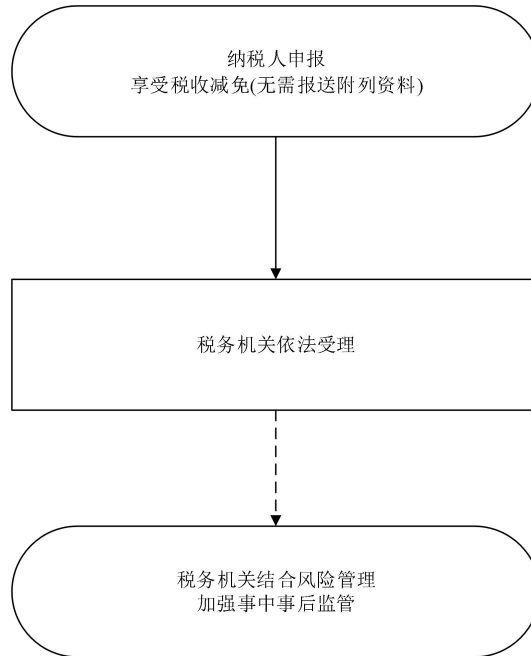 纳税人申报
享受税收减免(无需报送附列资料)
税务机关依法受理
税务机关结合风险管理
加强事中事后监管